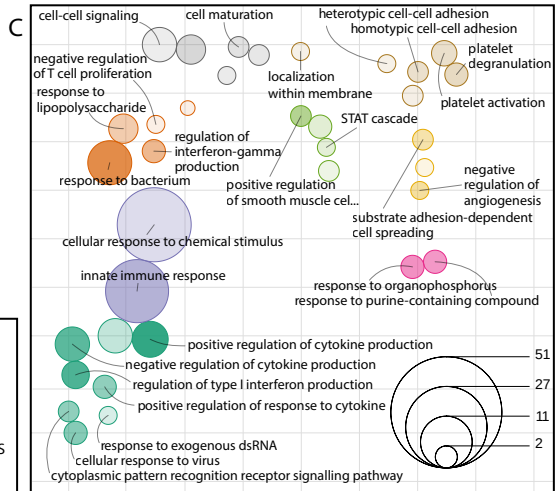 C
cell-cell signaling
cell maturation
heterotypic cell-cell adhesion
homotypic cell-cell adhesion
negative regulation
of T cell proliferation
platelet
degranulation
localization
within membrane
response to
lipopolysaccharide
platelet activation
STAT cascade
regulation of
interferon-gamma
production
response to bacterium
positive regulation
of smooth muscle cel...
negative
regulation of
angiogenesis
substrate adhesion-dependent
cell spreading
cellular response to chemical stimulus
innate immune response
response to organophosphorus
response to purine-containing compound
positive regulation of cytokine production
negative regulation of cytokine production
regulation of type I interferon production
positive regulation of response to cytokine
response to exogenous dsRNA
cellular response to virus
cytoplasmic pattern recognition receptor signaling pathway
51
27
11
2
s